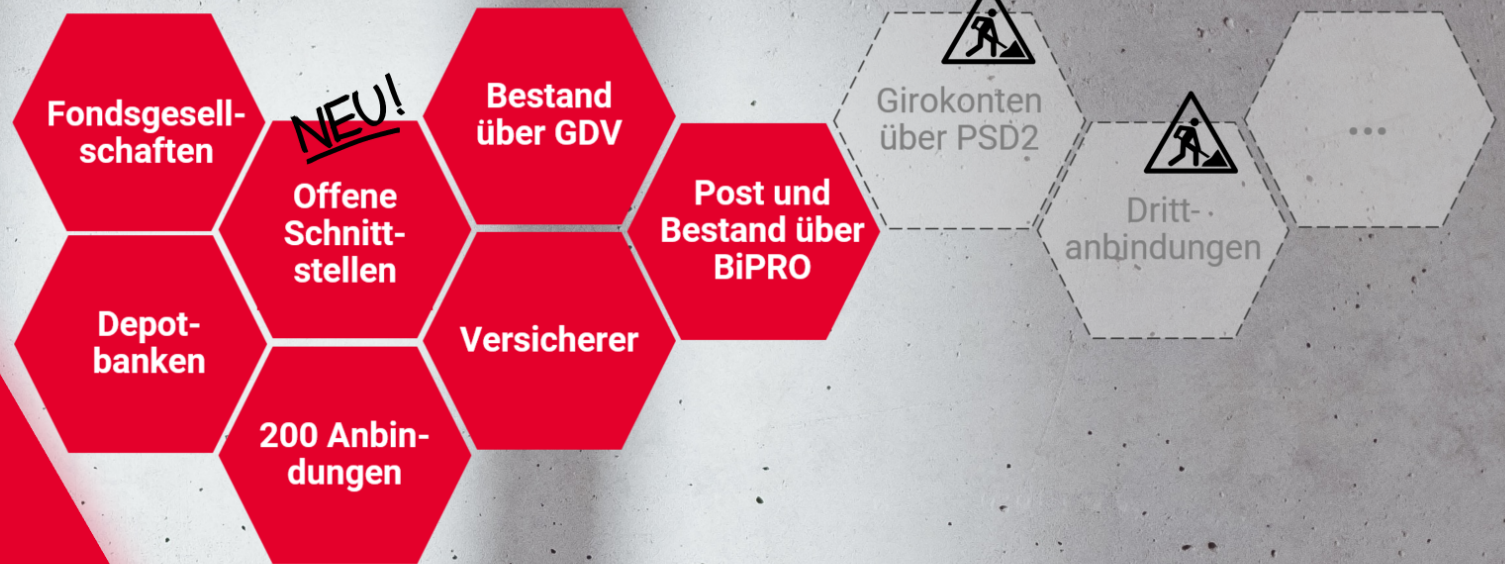 Fondsgesell-
schaften
NEU!
Offene
Schnitt-
stellen
Bestand
über GDV
Post und
Bestand über
BiPRO
Depot-
banken
200 Anbin-
dungen
Versicherer
Girokonten
über PSD2
Dritt-
anbindungen
...